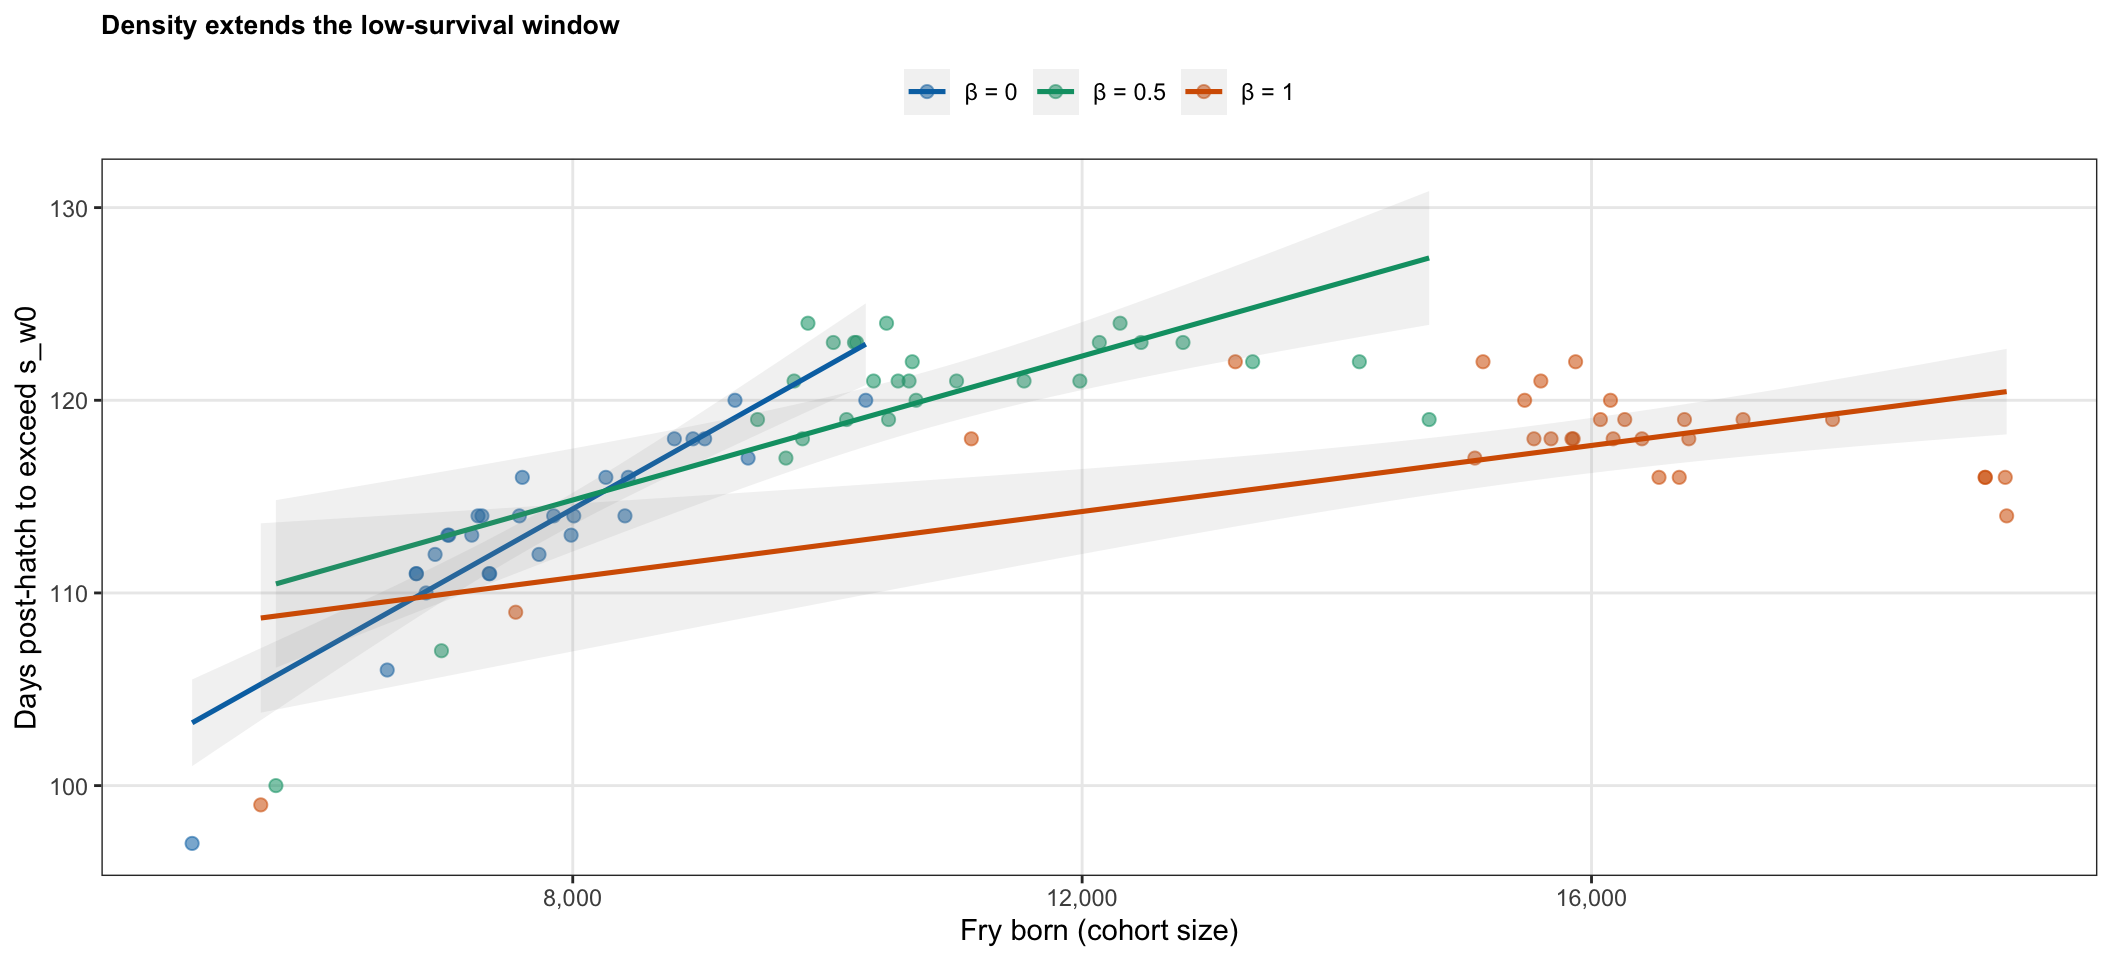 Density extends the low-survival window
β = 0 β = 0.5 β = 1
130
120
110
100
Days post-hatch to exceed s_w0
8,000 12,000 16,000
Fry born (cohort size)